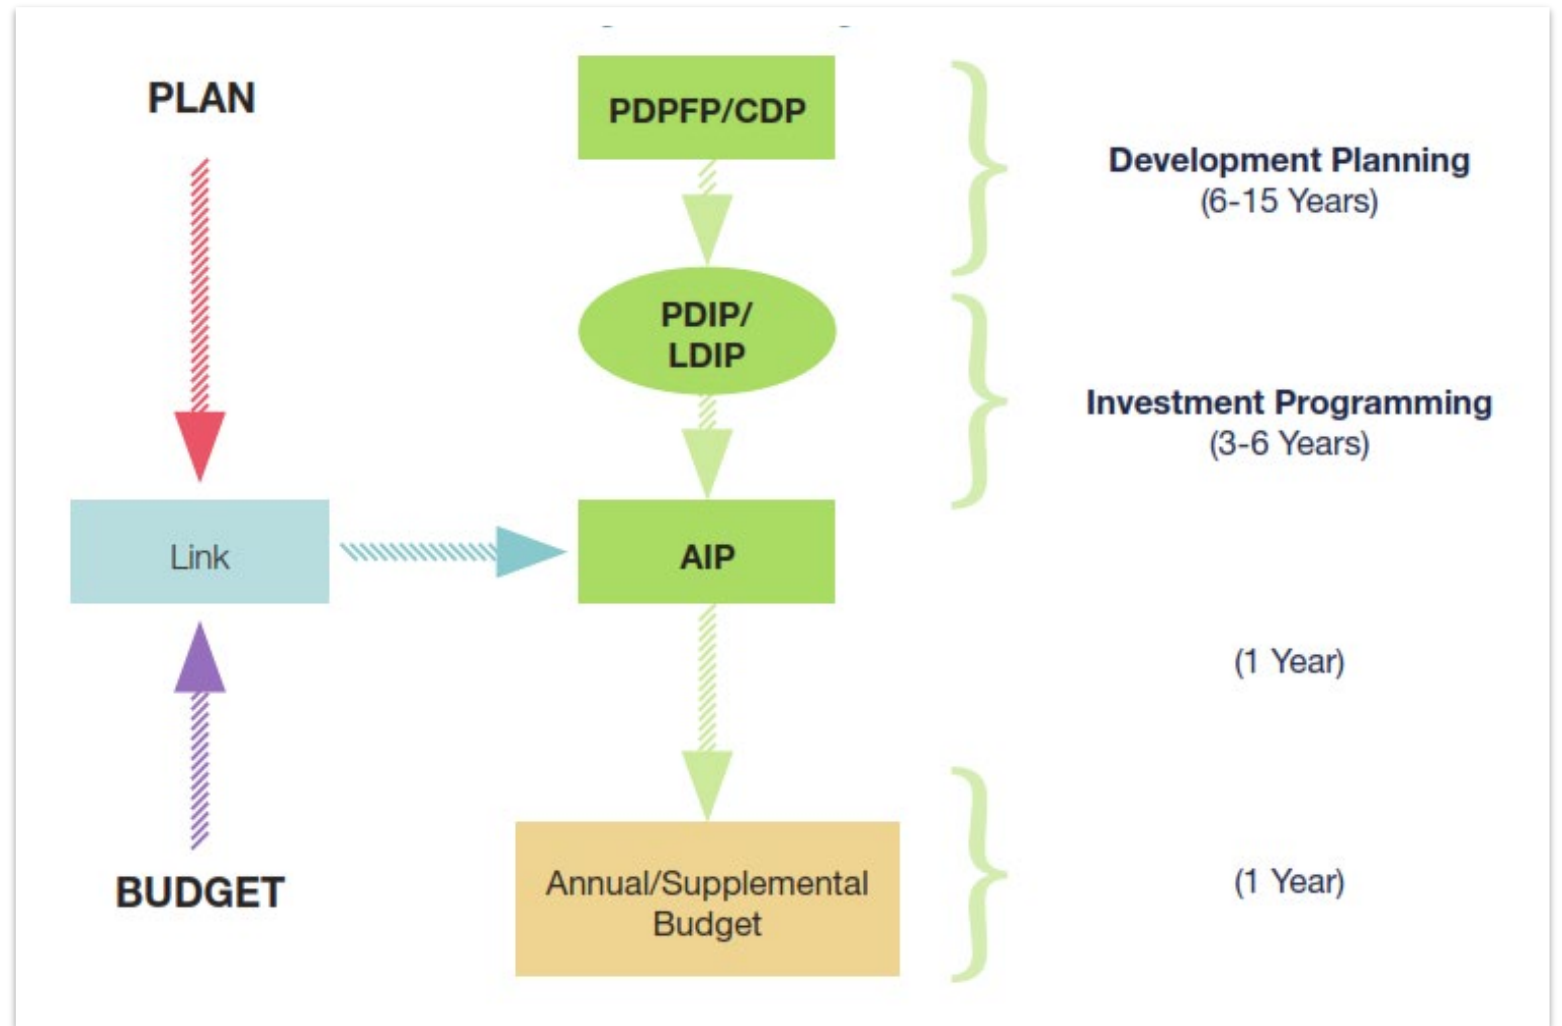 PLAN
PDPFP/CDP
Development Planning
(6-15 Years)
PDIP/
LDIP
Investment Programming
(3-6 Years)
Link
AIP
(1 Year)
BUDGET
Annual/Supplemental
Budget
(1 Year)